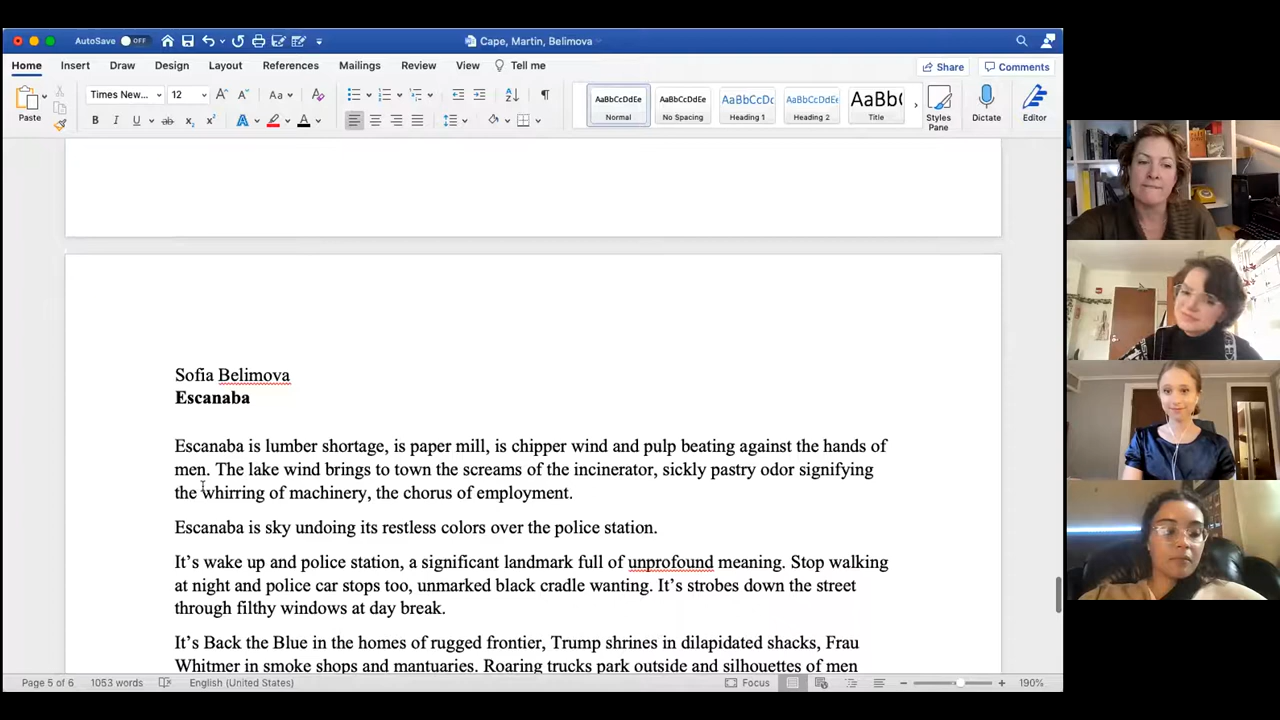 AutoSave OFF
Cape, Martin, Belimova
Home Insert Draw Design Layout References Mailings Review View Tell me
Share Comments
Paste
Times New... 12
Aa
B I U ab x₂ x²
A A
¶
AaBbCcDdEe AaBbCcDdEe AaBbCcDc AaBbCcDdEe AaBb(
Normal No Spacing Heading 1 Heading 2 Title
Styles Pane
Dictate
Editor
Sofia Belimova
Escanaba
Escanaba is lumber shortage, is paper mill, is chipper wind and pulp beating against the hands of
men. The lake wind brings to town the screams of the incinerator, sickly pastry odor signifying
the whirring of machinery, the chorus of employment.
Escanaba is sky undoing its restless colors over the police station.
It’s wake up and police station, a significant landmark full of unprofound meaning. Stop walking
at night and police car stops too, unmarked black cradle wanting. It’s strobes down the street
through filthy windows at day break.
It’s Back the Blue in the homes of rugged frontier, Trump shrines in dilapidated shacks, Frau
Whitmer in smoke shops and mantuaries. Roaring trucks park outside and silhouettes of men
Page 5 of 6 1053 words English (United States) Focus 190%